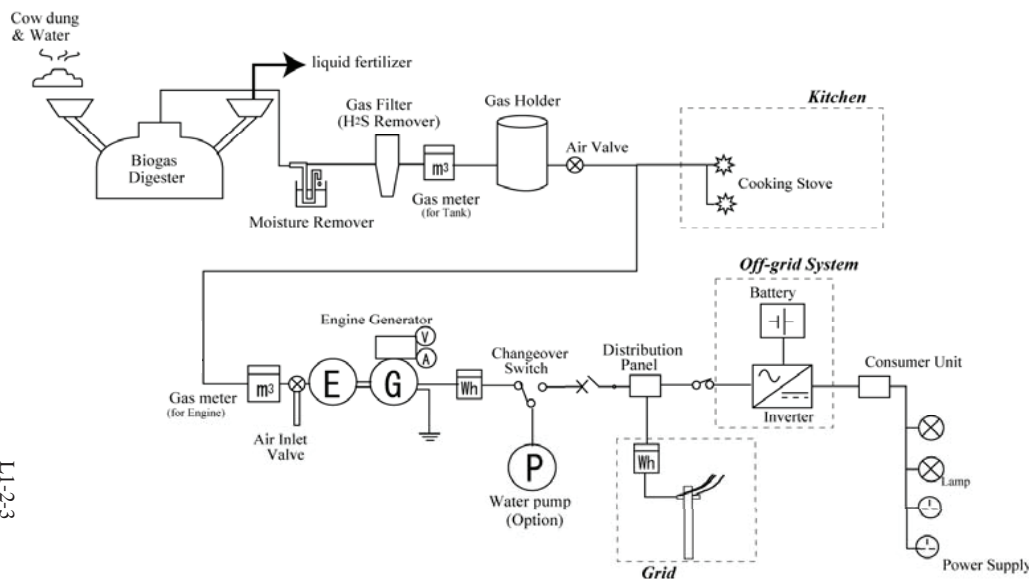 Cow dung
& Water
liquid fertilizer
Biogas
Digester
Moisture Remover
Gas Filter
(H2S Remover)
m3
Gas meter
(for Tank)
Gas Holder
Air Valve
Kitchen
Cooking Stove
Off-grid System
Battery
Inverter
Consumer Unit
Lamp
Power Supply
Engine Generator
V
A
E
G
m3
Gas meter
(for Engine)
Air Inlet
Valve
Wh
Changeover
Switch
P
Water pump
(Option)
Distribution
Panel
Wh
Grid
L1-2-3